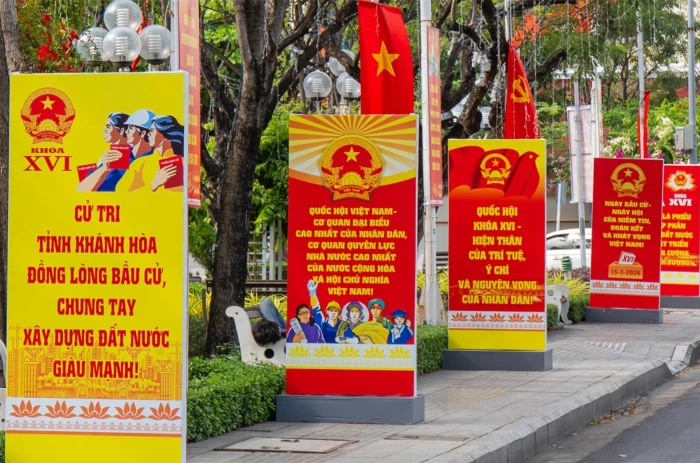 KHÓA
XVI
CỬ TRI
TỈNH KHÁNH HÒA
ĐỒNG LÒNG BẦU CỬ,
CHUNG TAY
XÂY DỰNG ĐẤT NƯỚC
GIÀU MẠNH!
QUỐC HỘI VIỆT NAM-
CƠ QUAN ĐẠI BIỂU
CAO NHẤT CỦA NHÂN DÂN,
CƠ QUAN QUYỀN LỰC
NHÀ NƯỚC CAO NHẤT
CỦA NƯỚC CỘNG HÒA
XÃ HỘI CHỦ NGHĨA
VIỆT NAM!
QUỐC HỘI
KHÓA XVI -
HIỆN THÂN
CỦA TRÍ TUỆ,
Ý CHÍ
VÀ NGUYỆN VỌNG
CỦA NHÂN DÂN!
NGÀY BẦU CỬ-
NGÀY HỘI
CỦA NIỀM TIN,
ĐOÀN KẾT
VÀ KHÁT VỌNG
VIỆT NAM!
XVI
15-3-2026
KHÓA
XVI
LÁ PHIẾU